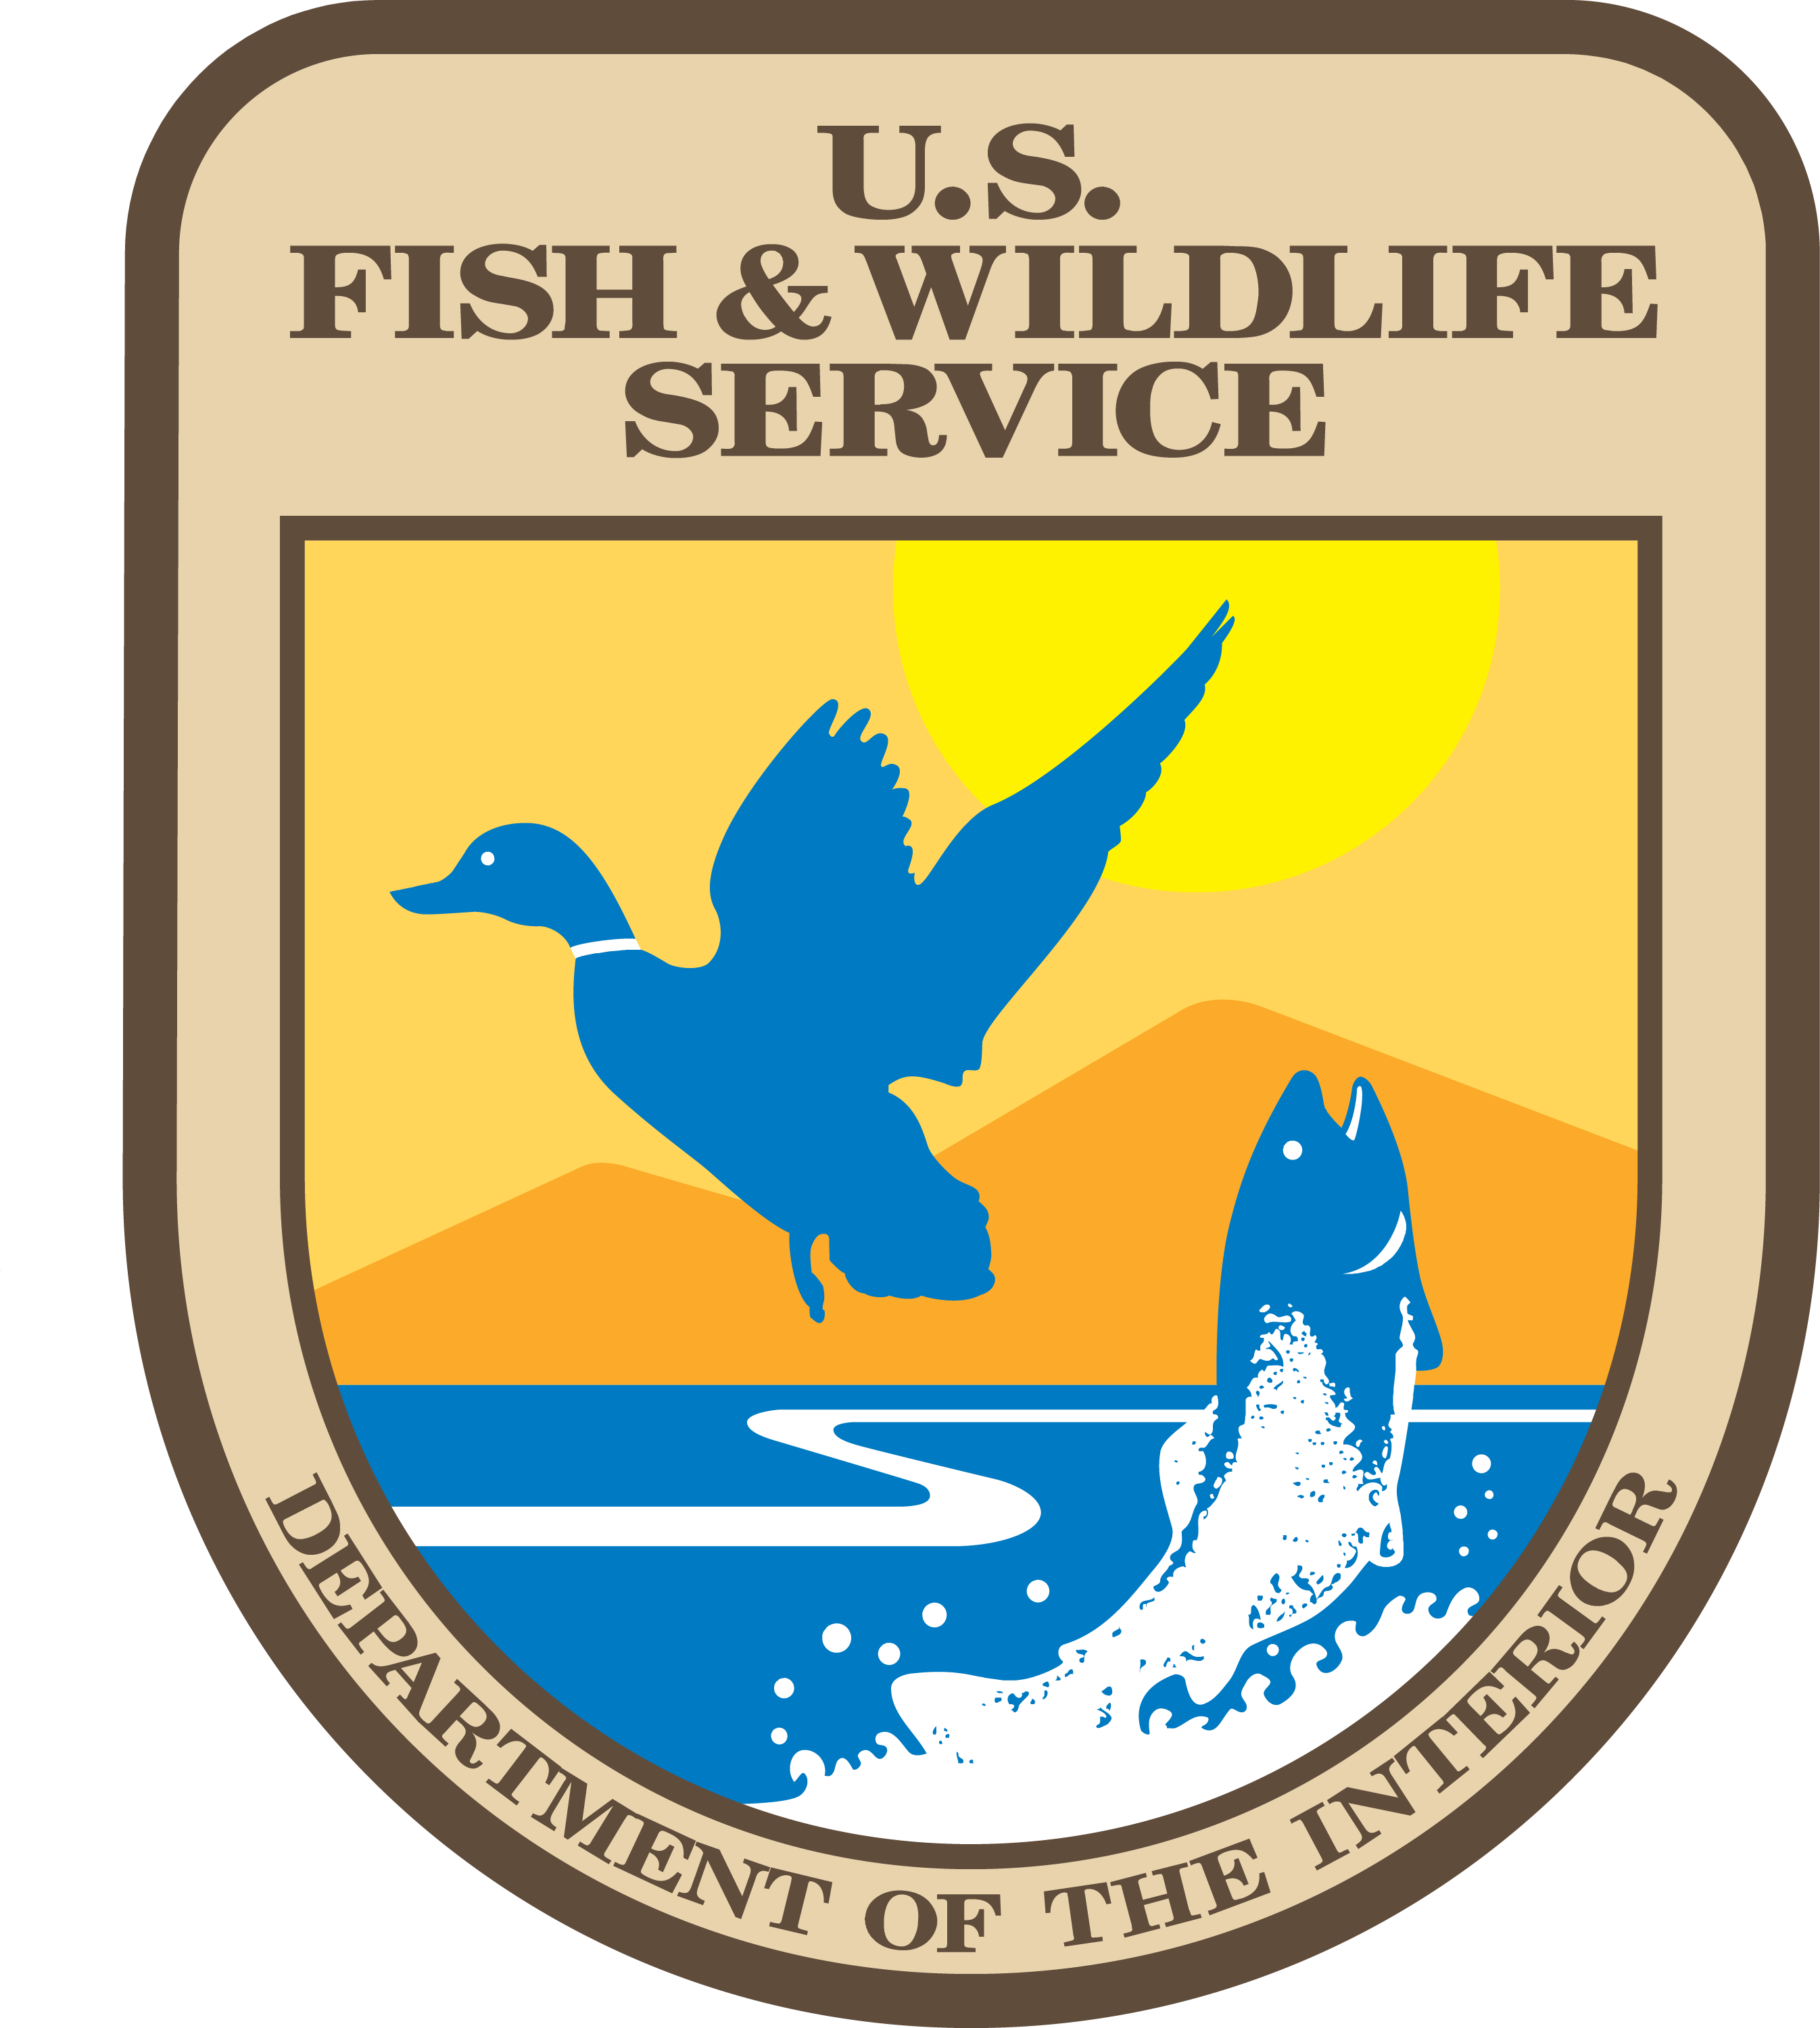 U.S.
FISH & WILDLIFE
SERVICE
DEPARTMENT OF THE INTERIOR